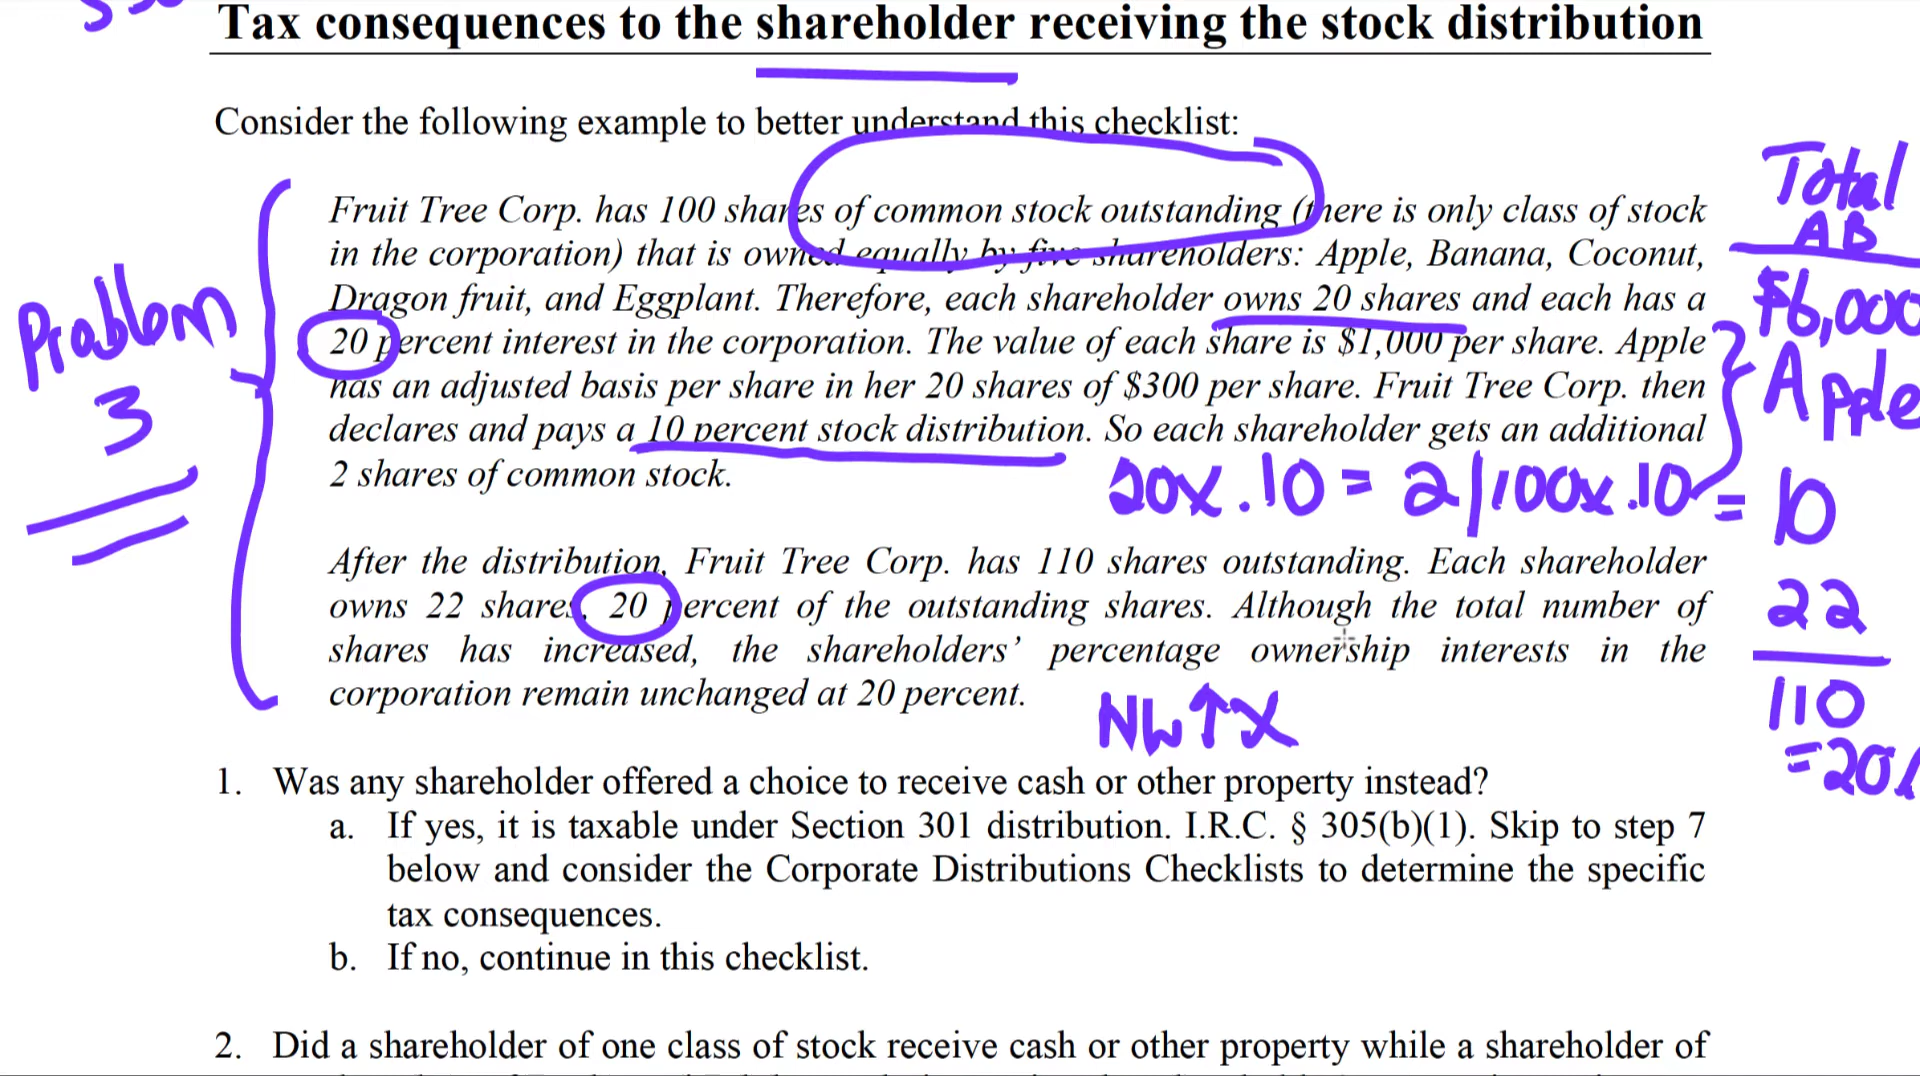 Tax consequences to the shareholder receiving the stock distribution
Consider the following example to better understand this checklist:
Total
AB
$6,000
Apple
Fruit Tree Corp. has 100 shares of common stock outstanding (there is only class of stock
in the corporation) that is owned equally by five shareholders: Apple, Banana, Coconut,
Dragon fruit, and Eggplant. Therefore, each shareholder owns 20 shares and each has a
20 percent interest in the corporation. The value of each share is $1,000 per share. Apple
has an adjusted basis per share in her 20 shares of $300 per share. Fruit Tree Corp. then
declares and pays a 10 percent stock distribution. So each shareholder gets an additional
2 shares of common stock.
Problem
3
20x.10 = 2 | 100x.10 = 10
After the distribution, Fruit Tree Corp. has 110 shares outstanding. Each shareholder
owns 22 shares, 20 percent of the outstanding shares. Although the total number of
shares has increased, the shareholders' percentage ownership interests in the
corporation remain unchanged at 20 percent.
22
110
=20%
NW↑X
1. Was any shareholder offered a choice to receive cash or other property instead?
a. If yes, it is taxable under Section 301 distribution. I.R.C. § 305(b)(1). Skip to step 7
below and consider the Corporate Distributions Checklists to determine the specific
tax consequences.
b. If no, continue in this checklist.
2. Did a shareholder of one class of stock receive cash or other property while a shareholder of